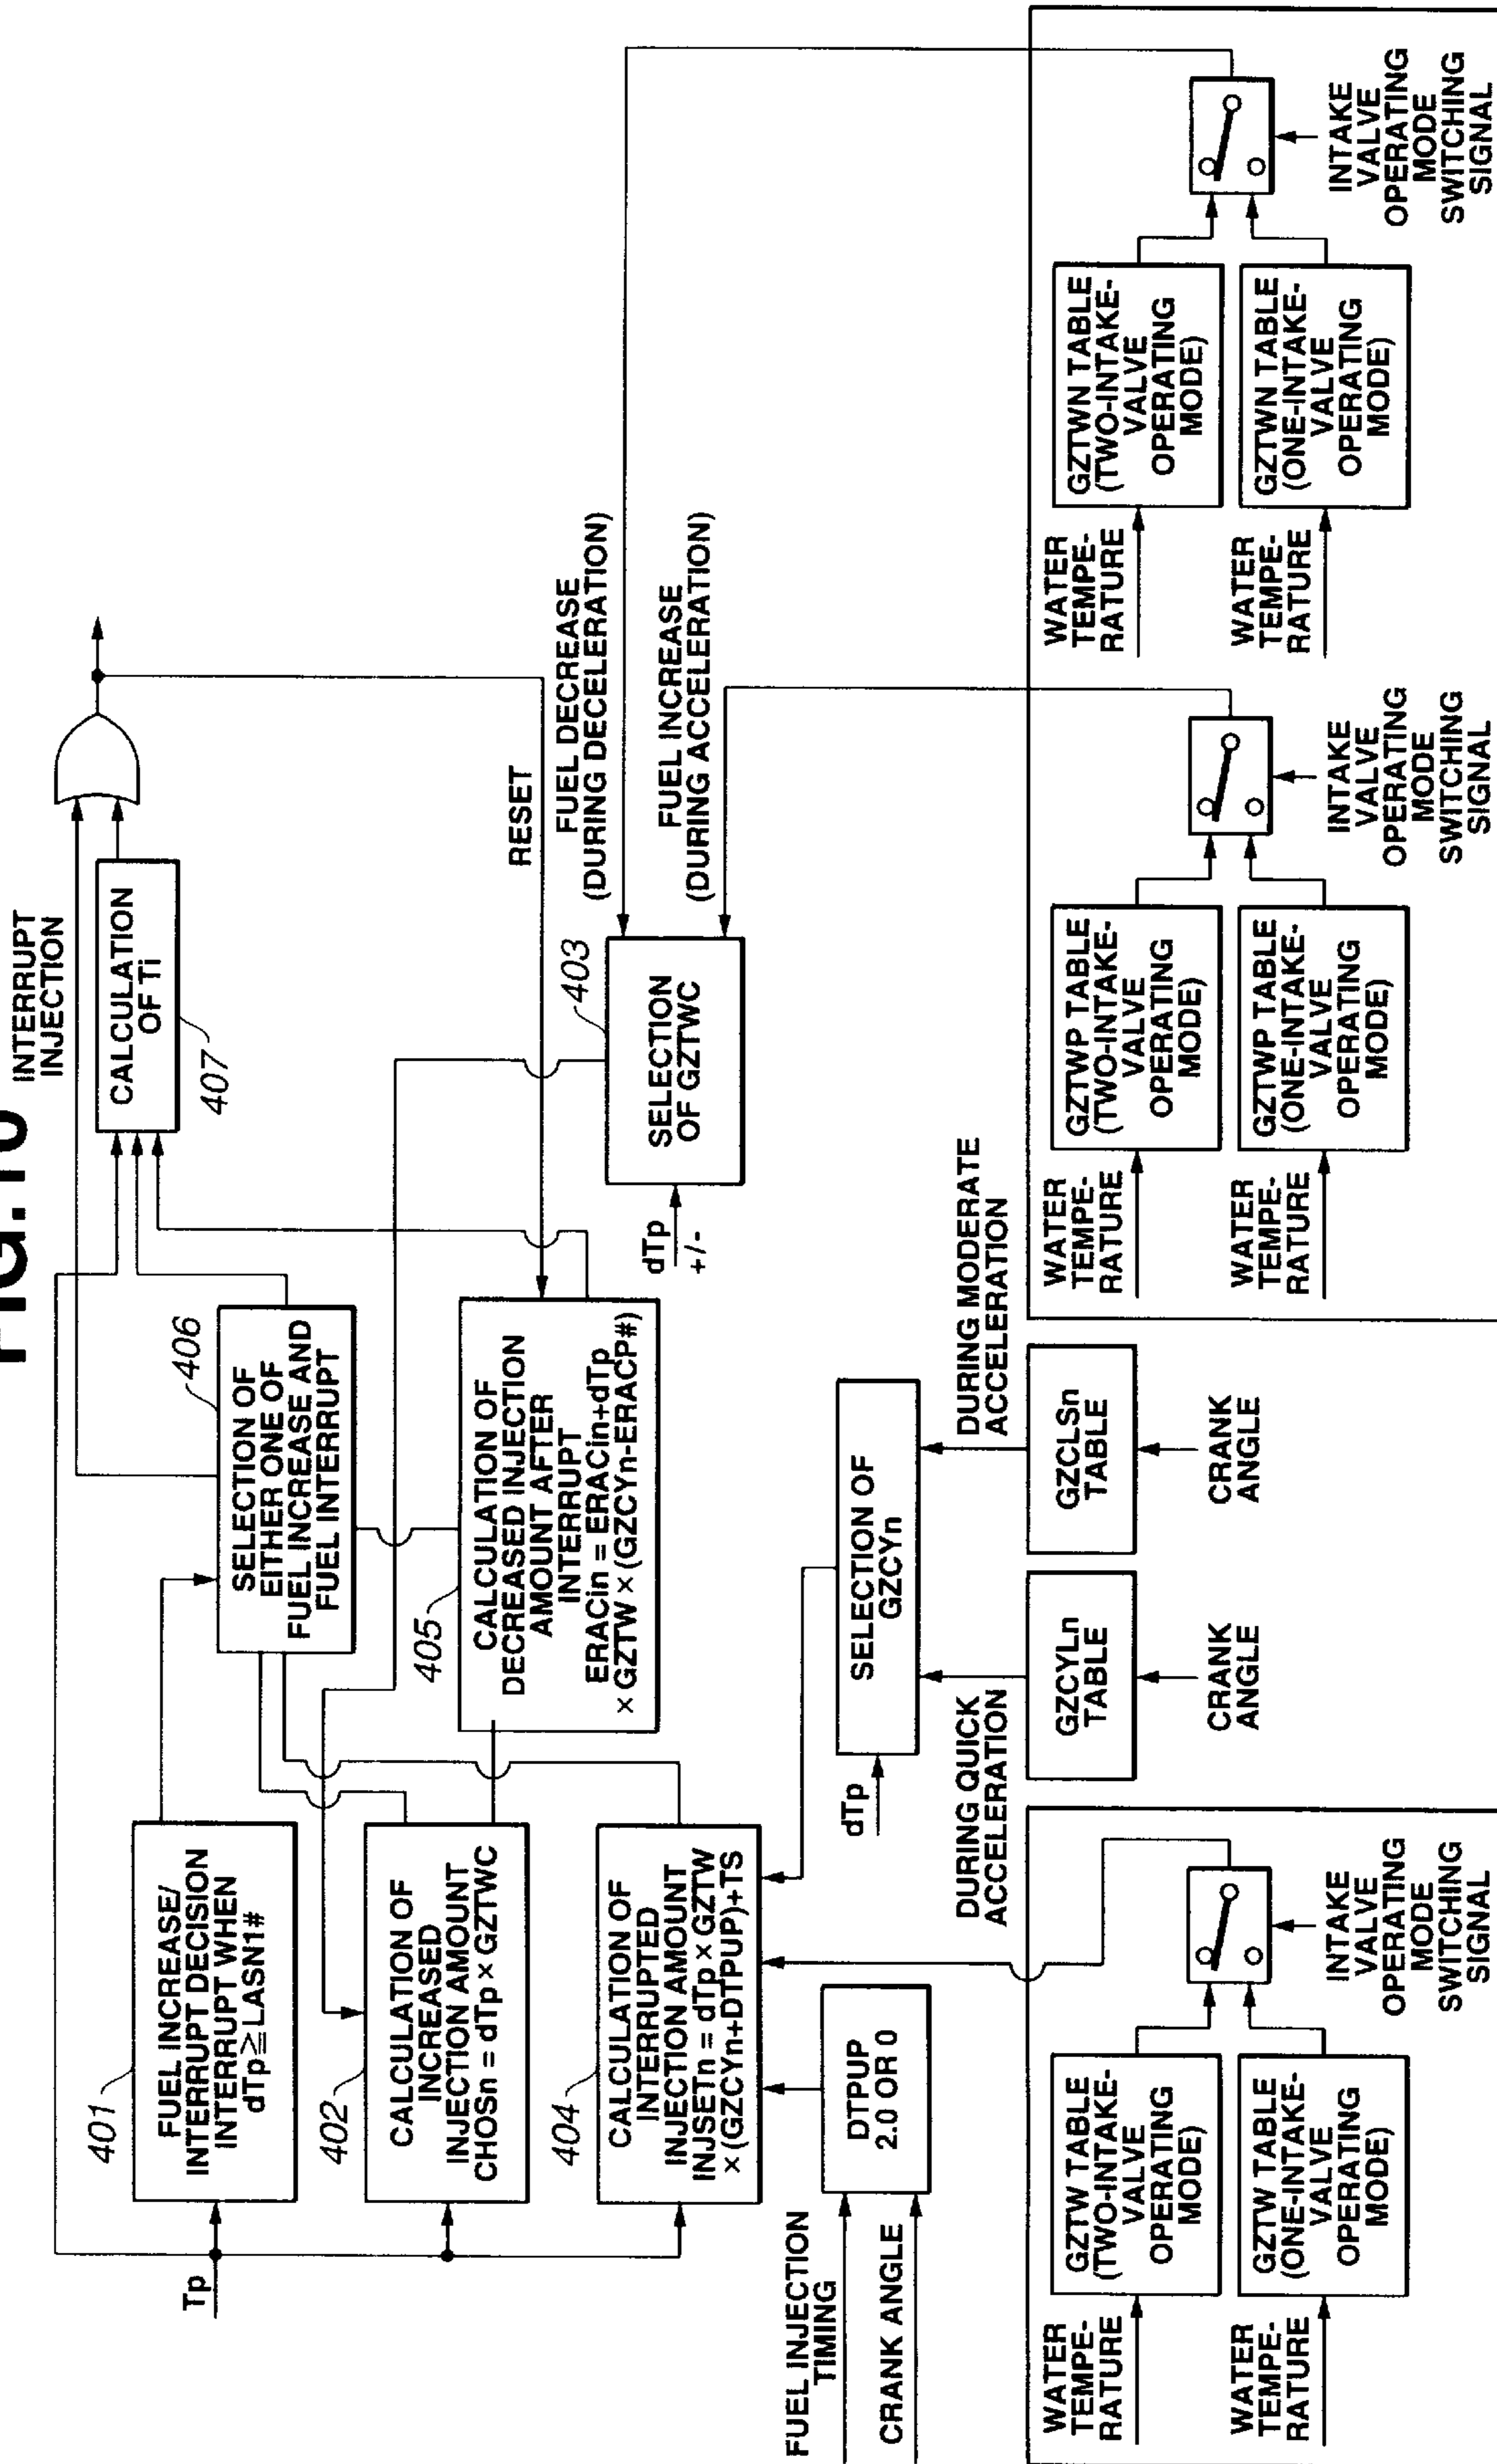 FIG.10
INTERRUPT
INJECTION
Tp
401
FUEL INCREASE/
INTERRUPT DECISION
INTERRUPT WHEN
dTp≧LASN1#
406
SELECTION OF
EITHER ONE OF
FUEL INCREASE AND
FUEL INTERRUPT
CALCULATION
OF Ti
407
402
CALCULATION OF
INCREASED
INJECTION AMOUNT
CHOSn = dTp × GZTWC
405
CALCULATION OF
DECREASED INJECTION
AMOUNT AFTER
INTERRUPT
ERACin = ERACin+dTp
× GZTW × (GZCYn-ERACP#)
RESET
404
CALCULATION OF
INTERRUPTED
INJECTION AMOUNT
INJSETn = dTp × GZTW
× (GZCYn+DTPUP)+TS
dTp
+/-
403
SELECTION
OF GZTWC
FUEL DECREASE
(DURING DECELERATION)
FUEL INCREASE
(DURING ACCELERATION)
FUEL INJECTION
TIMING
CRANK ANGLE
DTPUP
2.0 OR 0
dTp
SELECTION OF
GZCYn
DURING QUICK
ACCELERATION
DURING MODERATE
ACCELERATION
GZCYLn
TABLE
CRANK
ANGLE
GZCLSn
TABLE
CRANK
ANGLE
WATER
TEMPE-
RATURE
GZTW TABLE
(TWO-INTAKE-
VALVE
OPERATING
MODE)
WATER
TEMPE-
RATURE
GZTW TABLE
(ONE-INTAKE-
VALVE
OPERATING
MODE)
INTAKE
VALVE
OPERATING
MODE
SWITCHING
SIGNAL
WATER
TEMPE-
RATURE
GZTWP TABLE
(TWO-INTAKE-
VALVE
OPERATING
MODE)
WATER
TEMPE-
RATURE
GZTWP TABLE
(ONE-INTAKE-
VALVE
OPERATING
MODE)
INTAKE
VALVE
OPERATING
MODE
SWITCHING
SIGNAL
WATER
TEMPE-
RATURE
GZTWN TABLE
(TWO-INTAKE-
VALVE
OPERATING
MODE)
WATER
TEMPE-
RATURE
GZTWN TABLE
(ONE-INTAKE-
VALVE
OPERATING
MODE)
INTAKE
VALVE
OPERATING
MODE
SWITCHING
SIGNAL